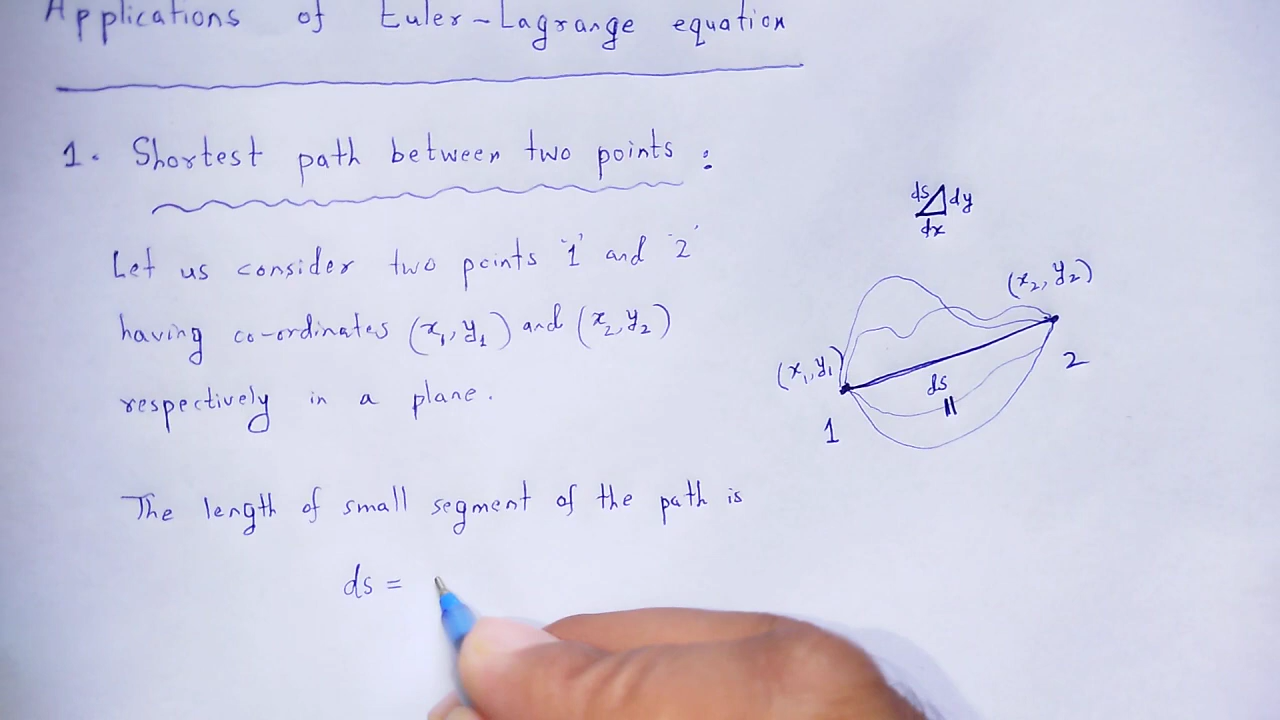 Applications of Euler-Lagrange equation
1. Shortest path between two points :
Let us consider two points '1' and '2'
having co-ordinates (x₁, y₁) and (x₂, y₂)
respectively in a plane.
The length of small segment of the path is
ds =
ds dy
dx
(x₂, y₂)
(x₁, y₁)
ds
2
1